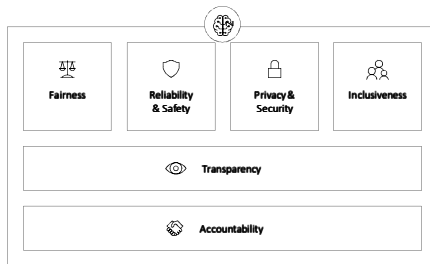 Fairness
Reliability
& Safety
Privacy &
Security
Inclusiveness
Transparency
Accountability